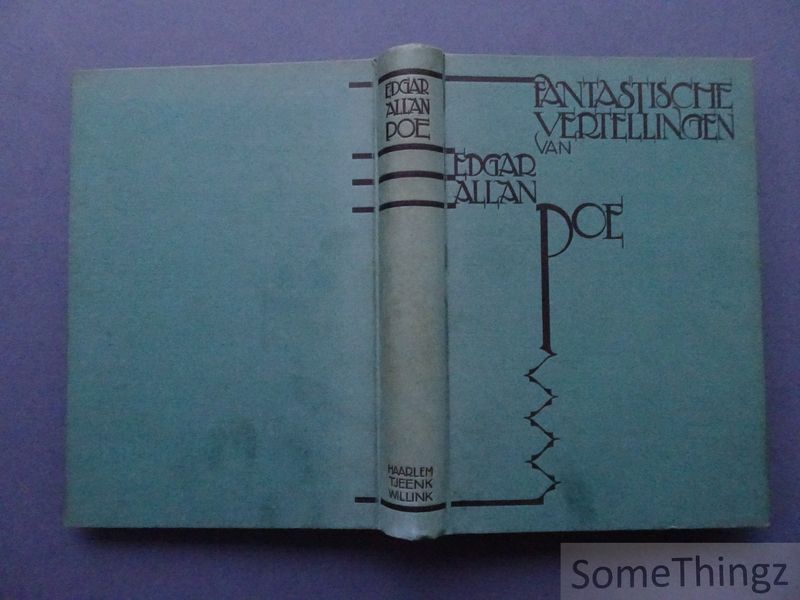 EDGAR
ALLAN
POE
HAARLEM
TJEENK
WILLINK
FANTASTISCHE
VERTELLINGEN
VAN
EDGAR
ALLAN
POE
SomeThingz